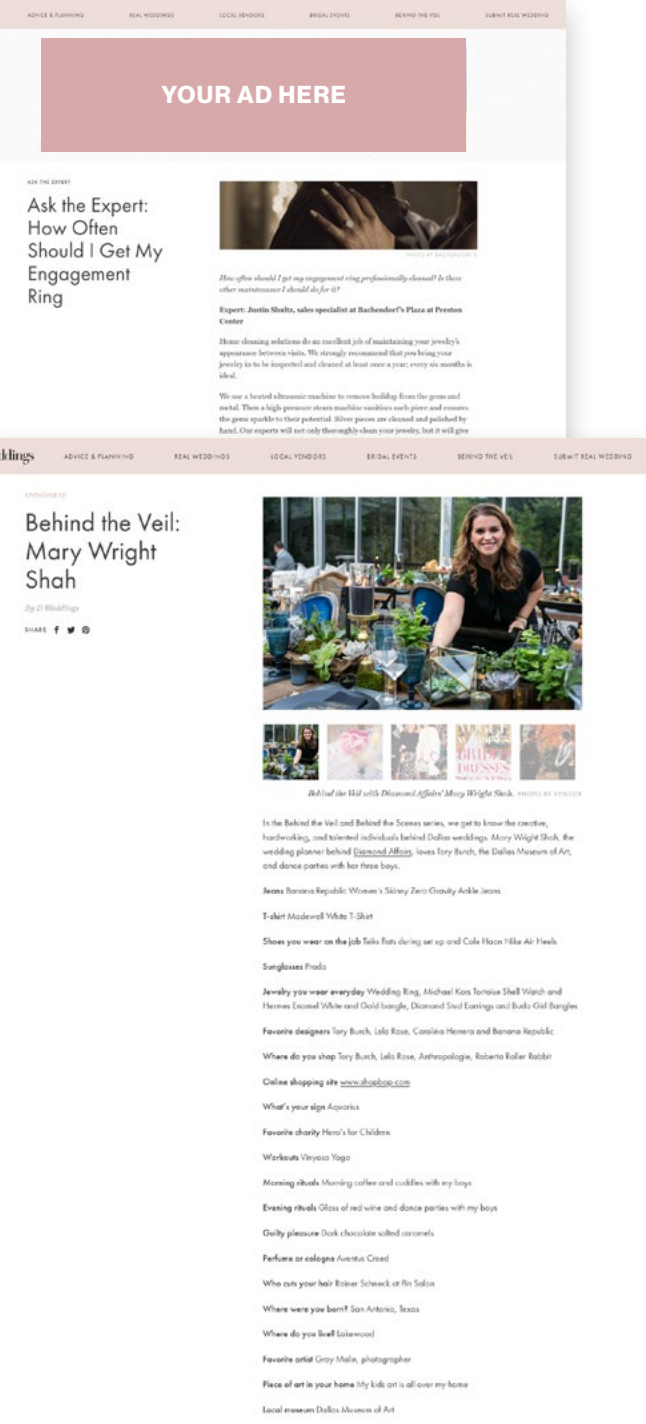 ADVICE & PLANNING REAL WEDDINGS LOCAL VENDORS BRIDAL EVENTS BEHIND THE VEIL SUBMIT REAL WEDDING
YOUR AD HERE
ASK THE EXPERT
Ask the Expert:
How Often
Should I Get My
Engagement
Ring
PHOTO BY BACHENDORF'S
How often should I get my engagement ring professionally cleaned? Is there
other maintenance I should do for it?
Expert: Justin Shultz, sales specialist at Bachendorf's Plaza at Preston
Center
Home cleaning solutions do an excellent job of maintaining your jewelry's
appearance between visits. We strongly recommend that you bring your
jewelry in to be inspected and cleaned at least once a year; every six months is
ideal.
We use a heated ultrasonic machine to remove buildup from the gems and
metal. Then a high-pressure steam machine sanitizes each piece and ensures
the gems sparkle to their potential. Silver pieces are cleaned and polished by
hand. Our experts will not only thoroughly clean your jewelry, but it will give
ddings ADVICE & PLANNING REAL WEDDINGS LOCAL VENDORS BRIDAL EVENTS BEHIND THE VEIL SUBMIT REAL WEDDING
SPONSORED
Behind the Veil:
Mary Wright
Shah
By D Weddings
SHARE
WEDDINGS
BRIDE
DRESSES
Behind the Veil with Diamond Affairs' Mary Wright Shah. PHOTO BY VENDOR
In the Behind the Veil and Behind the Scenes series, we get to know the creative,
hardworking, and talented individuals behind Dallas weddings. Mary Wright Shah, the
wedding planner behind Diamond Affairs, loves Tory Burch, the Dallas Museum of Art,
and dance parties with her three boys.
Jeans Banana Republic Women's Skinny Zero Gravity Ankle Jeans
T-shirt Madewell White T-Shirt
Shoes you wear on the job Talks flats during set up and Cole Haan Nike Air Heels
Sunglasses Prada
Jewelry you wear everyday Wedding Ring, Michael Kors Tortoise Shell Watch and
Hermes Enamel White and Gold bangle, Diamond Stud Earrings and Buda Girl Bangles
Favorite designers Tory Burch, Lela Rose, Carolina Herrera and Banana Republic
Where do you shop Tory Burch, Lela Rose, Anthropologie, Roberta Roller Rabbit
Online shopping site www.shopbop.com
What's your sign Aquarius
Favorite charity Hero's for Children
Workouts Vinyasa Yoga
Morning rituals Morning coffee and cuddles with my boys
Evening rituals Glass of red wine and dance parties with my boys
Guilty pleasure Dark chocolate salted caramels
Perfume or cologne Aventus Creed
Who cuts your hair Rainer Schneck at Pin Salon
Where were you born? San Antonio, Texas
Where do you live? Lakewood
Favorite artist Gray Malin, photographer
Piece of art in your home My kids art is all over my home
Local museum Dallas Museum of Art